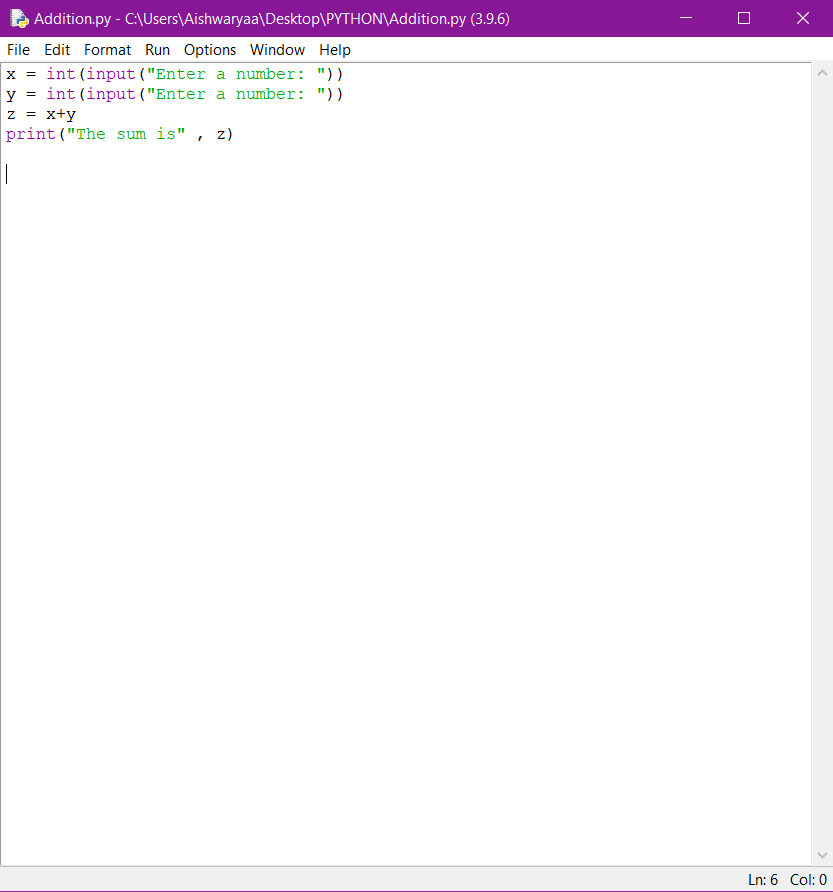 Addition.py - C:\Users\Aishwaryaa\Desktop\PYTHON\Addition.py (3.9.6)
File Edit Format Run Options Window Help
x = int(input("Enter a number: "))
y = int(input("Enter a number: "))
z = x+y
print("The sum is" , z)
Ln: 6 Col: 0